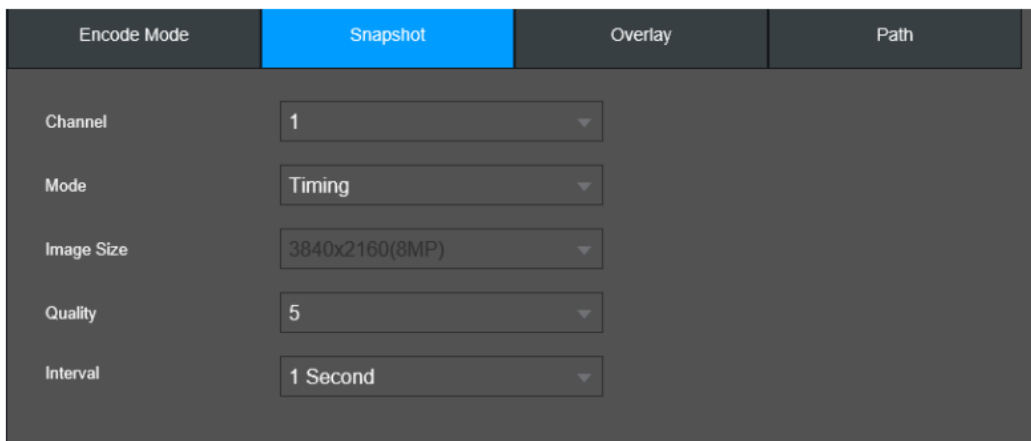 Encode Mode Snapshot Overlay Path
Channel 1
Mode Timing
Image Size 3840x2160(8MP)
Quality 5
Interval 1 Second